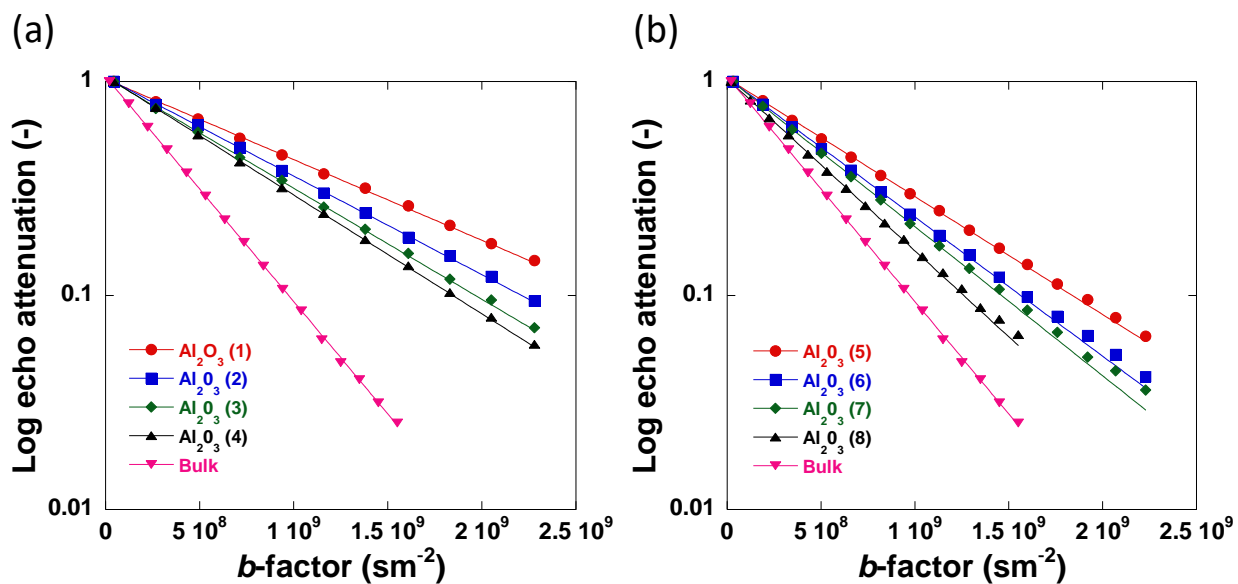 (a)
Log echo attenuation (-)
1
0.1
0.01
Al2O3 (1)
Al203 (2)
Al203 (3)
Al203 (4)
Bulk
0 5 10^8 1 10^9 1.5 10^9 2 10^9 2.5 10^9
b-factor (sm^-2)
(b)
Log echo attenuation (-)
1
0.1
0.01
Al203 (5)
Al203 (6)
Al203 (7)
Al203 (8)
Bulk
0 5 10^8 1 10^9 1.5 10^9 2 10^9 2.5 10^9
b-factor (sm^-2)